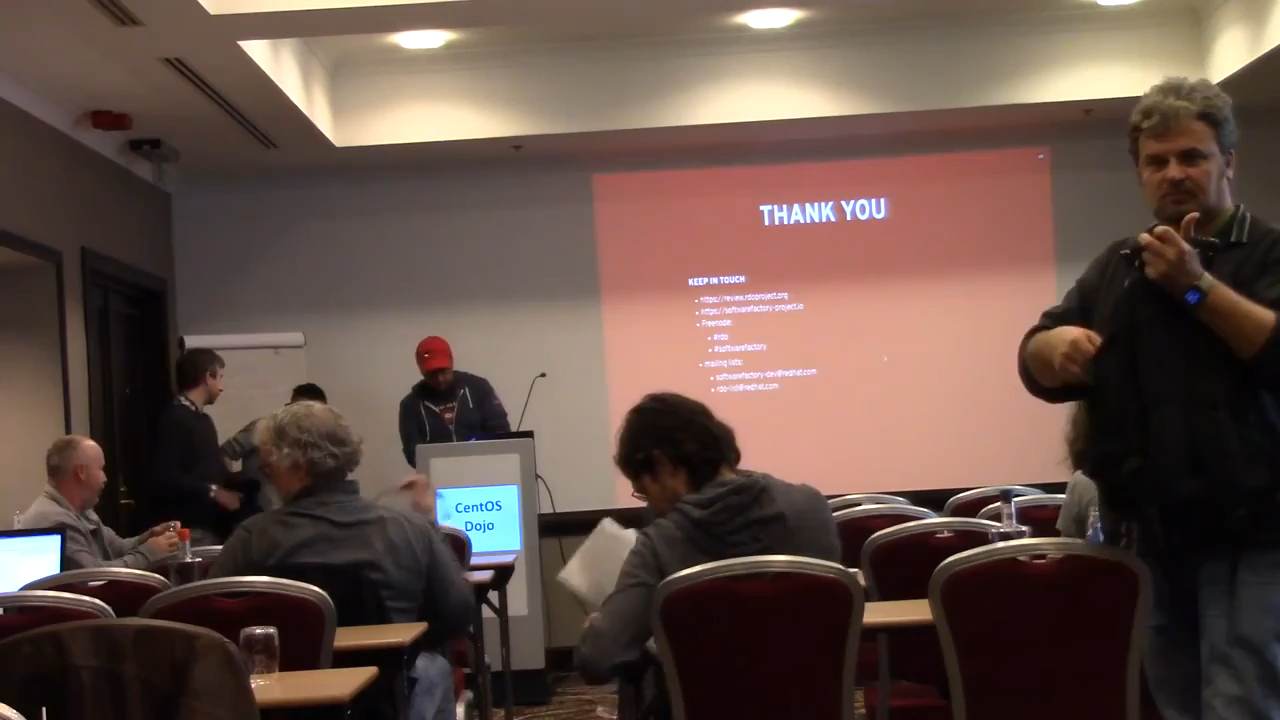 THANK YOU
KEEP IN TOUCH
https://review.rdoproject.org
https://softwarefactory-project.io
Freenode:
#rdo
#softwarefactory
mailing lists:
softwarefactory-dev@redhat.com
rdo-list@redhat.com
CentOS
Dojo